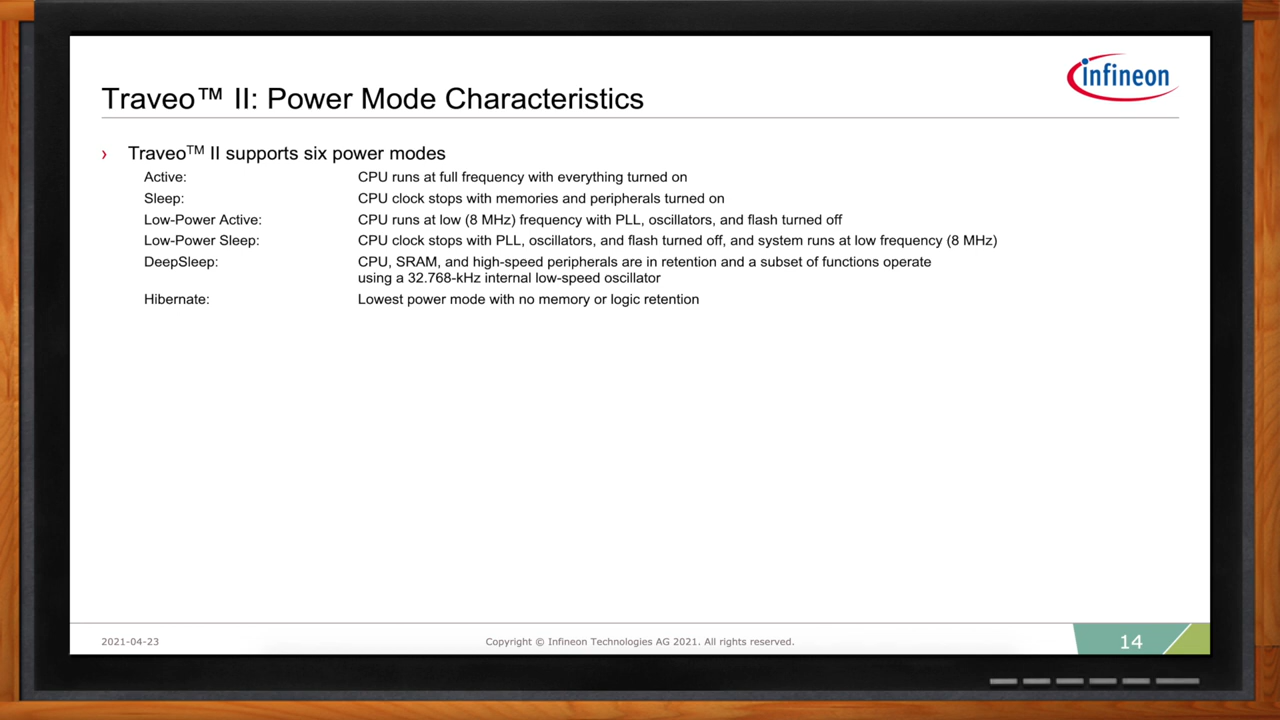 infineon
Traveo™ II: Power Mode Characteristics
› Traveo™ II supports six power modes
Active: CPU runs at full frequency with everything turned on
Sleep: CPU clock stops with memories and peripherals turned on
Low-Power Active: CPU runs at low (8 MHz) frequency with PLL, oscillators, and flash turned off
Low-Power Sleep: CPU clock stops with PLL, oscillators, and flash turned off, and system runs at low frequency (8 MHz)
DeepSleep: CPU, SRAM, and high-speed peripherals are in retention and a subset of functions operate
using a 32.768-kHz internal low-speed oscillator
Hibernate: Lowest power mode with no memory or logic retention
2021-04-23 Copyright © Infineon Technologies AG 2021. All rights reserved. 14